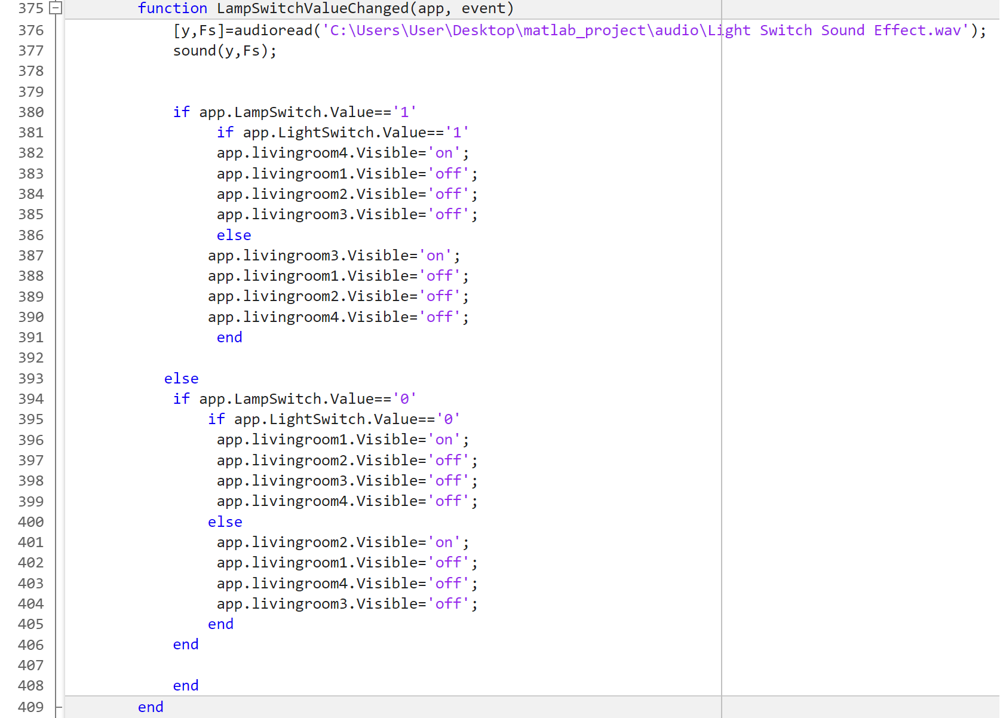 375 function LampSwitchValueChanged(app, event)
376 [y,Fs]=audioread('C:\Users\User\Desktop\matlab_project\audio\Light Switch Sound Effect.wav');
377 sound(y,Fs);
378
379
380 if app.LampSwitch.Value=='1'
381 if app.LightSwitch.Value=='1'
382 app.livingroom4.Visible='on';
383 app.livingroom1.Visible='off';
384 app.livingroom2.Visible='off';
385 app.livingroom3.Visible='off';
386 else
387 app.livingroom3.Visible='on';
388 app.livingroom1.Visible='off';
389 app.livingroom2.Visible='off';
390 app.livingroom4.Visible='off';
391 end
392
393 else
394 if app.LampSwitch.Value=='0'
395 if app.LightSwitch.Value=='0'
396 app.livingroom1.Visible='on';
397 app.livingroom2.Visible='off';
398 app.livingroom3.Visible='off';
399 app.livingroom4.Visible='off';
400 else
401 app.livingroom2.Visible='on';
402 app.livingroom1.Visible='off';
403 app.livingroom4.Visible='off';
404 app.livingroom3.Visible='off';
405 end
406 end
407
408 end
409 end